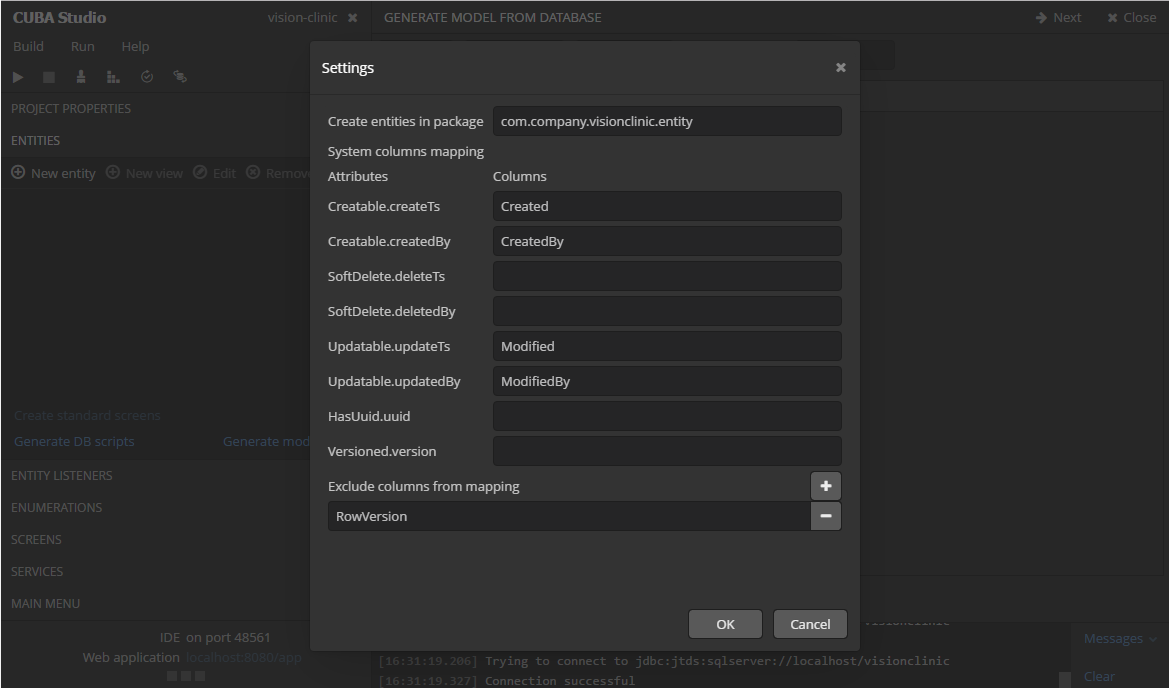 CUBA Studio
vision-clinic
GENERATE MODEL FROM DATABASE
Next
Close
Build Run Help
PROJECT PROPERTIES
ENTITIES
New entity New view Edit Remove
Create standard screens
Generate DB scripts Generate mod
ENTITY LISTENERS
ENUMERATIONS
SCREENS
SERVICES
MAIN MENU
IDE on port 48561
Web application localhost:8080/app
Settings
Create entities in package com.company.visionclinic.entity
System columns mapping
Attributes Columns
Creatable.createTs Created
Creatable.createdBy CreatedBy
SoftDelete.deleteTs
SoftDelete.deletedBy
Updatable.updateTs Modified
Updatable.updatedBy ModifiedBy
HasUuid.uuid
Versioned.version
Exclude columns from mapping
RowVersion
OK Cancel
visionclinic
[16:31:19.206] Trying to connect to jdbc:jtds:sqlserver://localhost/visionclinic
[16:31:19.327] Connection successful
Messages
Clear